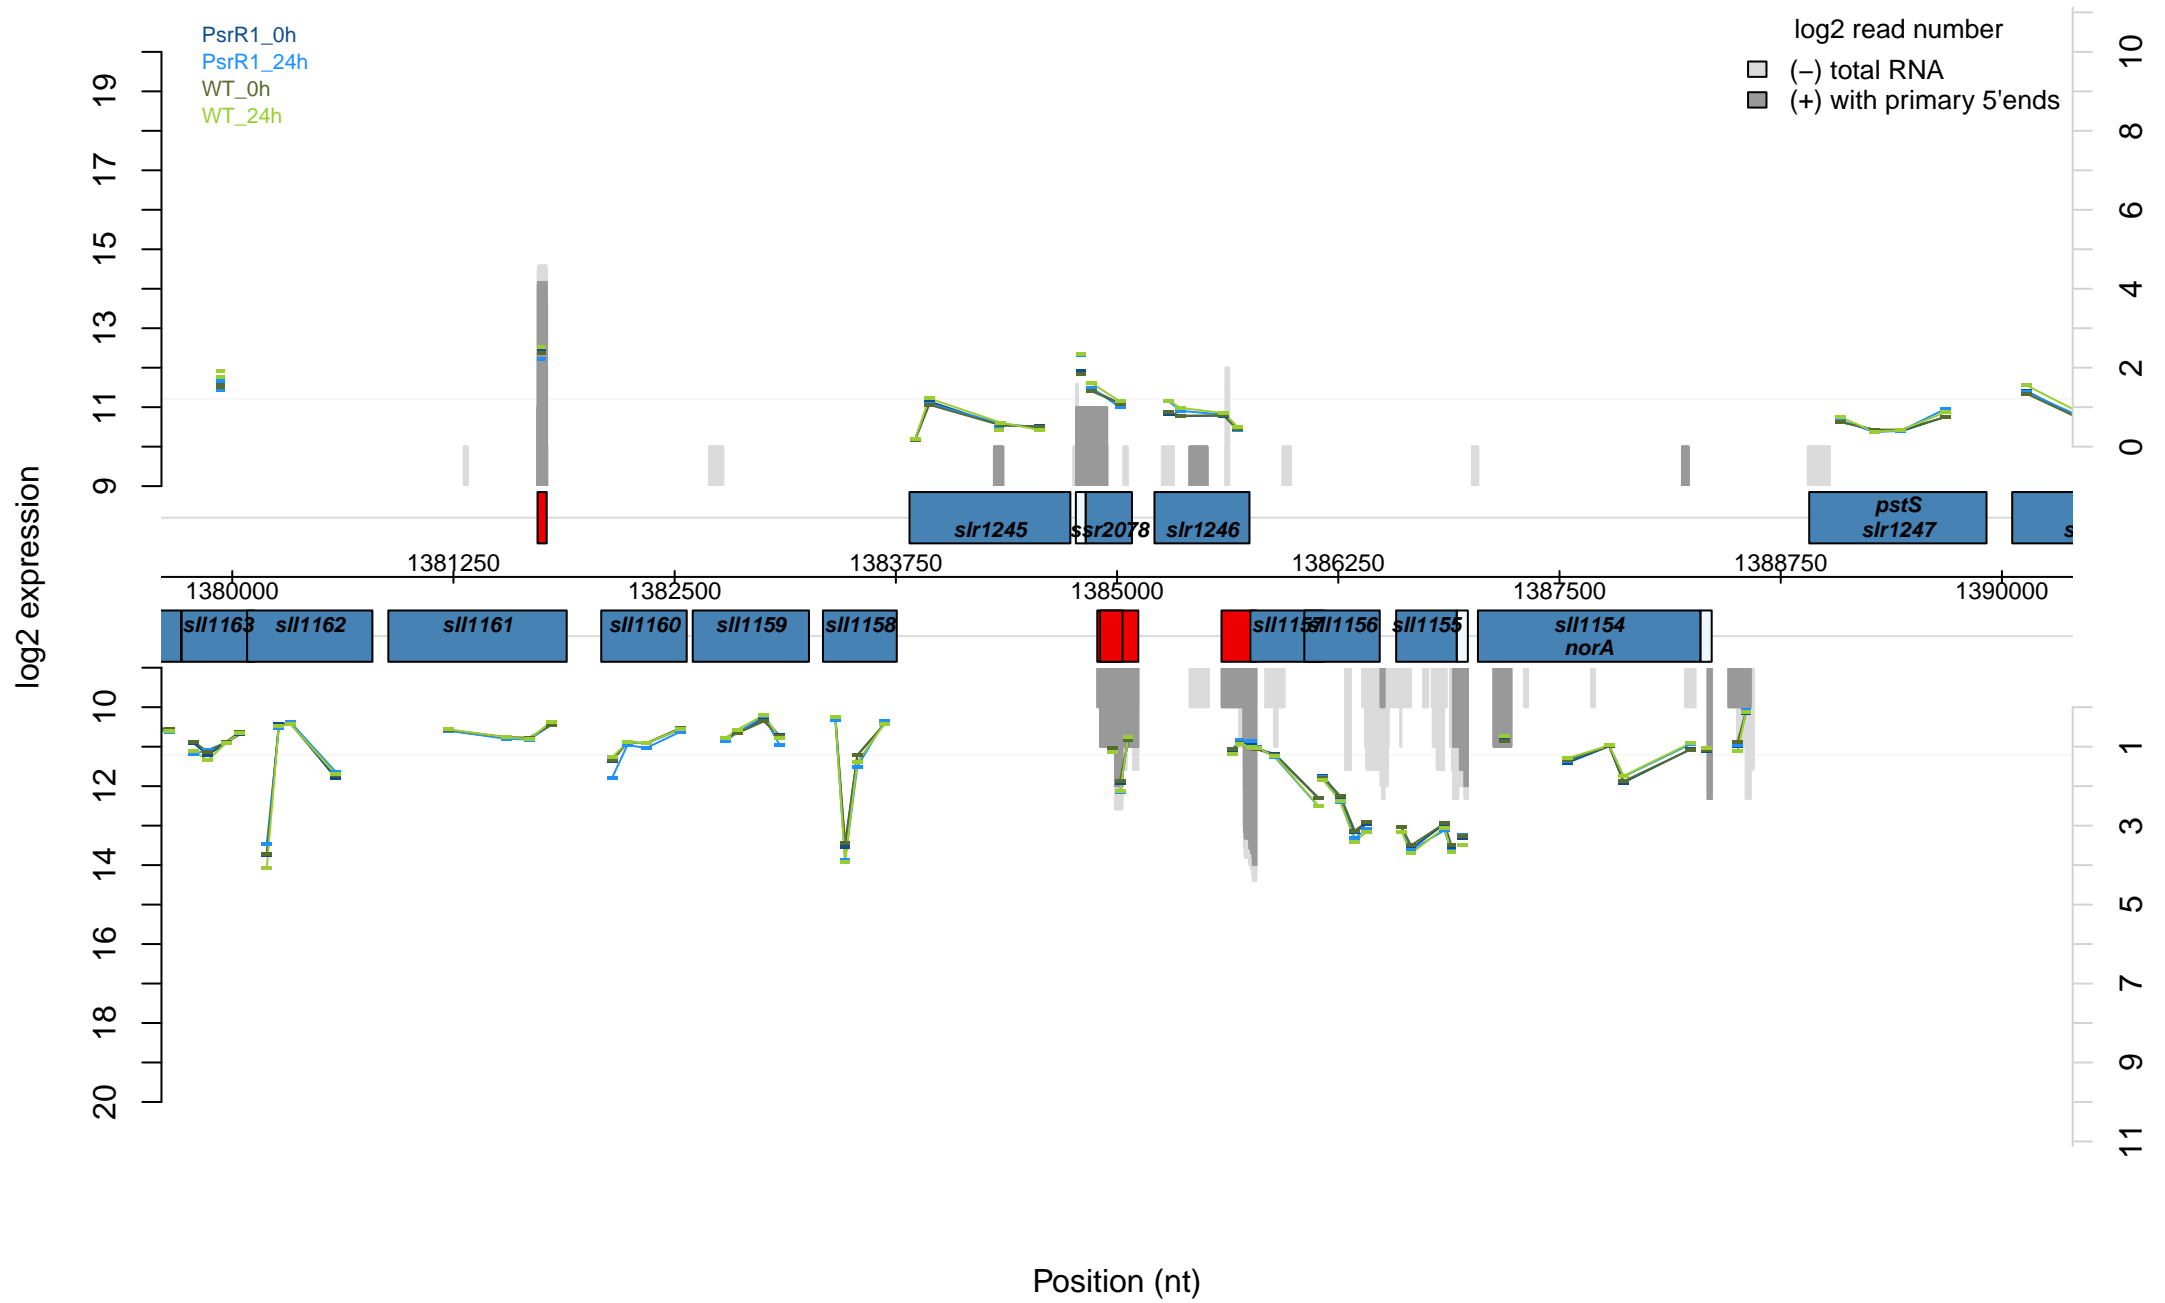 PsrR1_0h
PsrR1_24h
WT_0h
WT_24h
log2 read number
(−) total RNA
(+) with primary 5'ends
19
17
15
13
11
9
10
8
6
4
2
0
log2 expression
slr1245
ssr2078
slr1246
pstS
slr1247
s
1381250
1383750
1386250
1388750
1380000
1382500
1385000
1387500
1390000
sll1163
sll1162
sll1161
sll1160
sll1159
sll1158
sll1157
sll1156
sll1155
sll1154
norA
10
12
14
16
18
20
1
3
5
7
9
11
Position (nt)